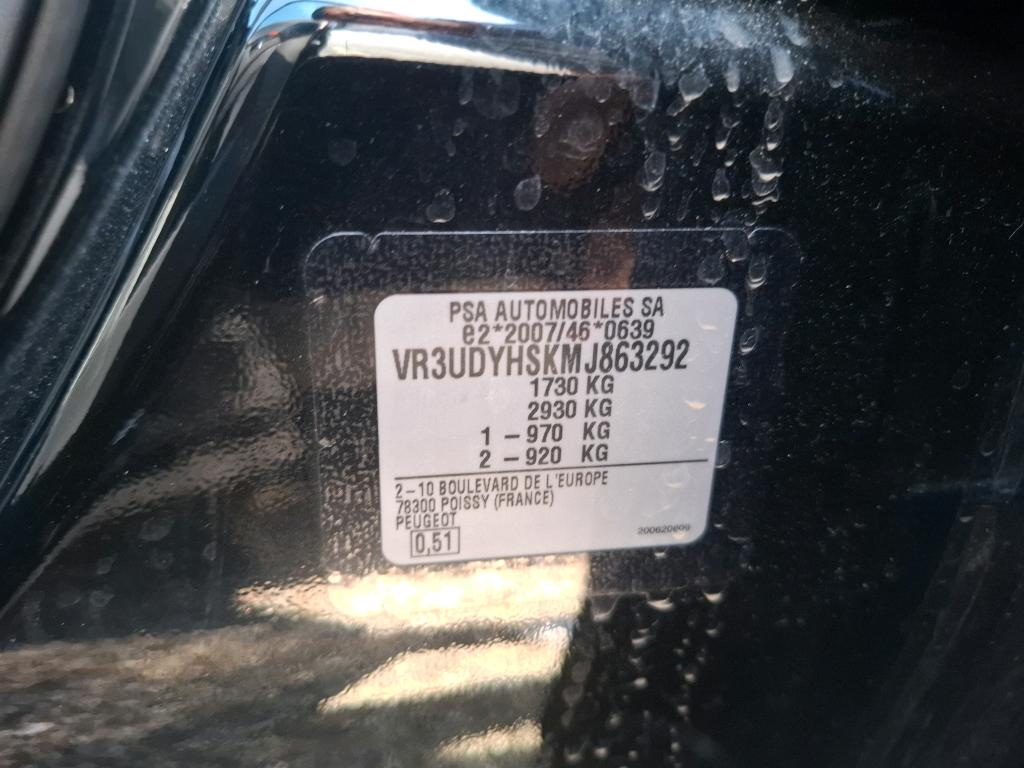 PSA AUTOMOBILES SA
e2*2007/46*0639
VR3UDYHSKMJ863292
1730 KG
2930 KG
1 – 970 KG
2 – 920 KG
2–10 BOULEVARD DE L'EUROPE
78300 POISSY (FRANCE)
PEUGEOT
0,51